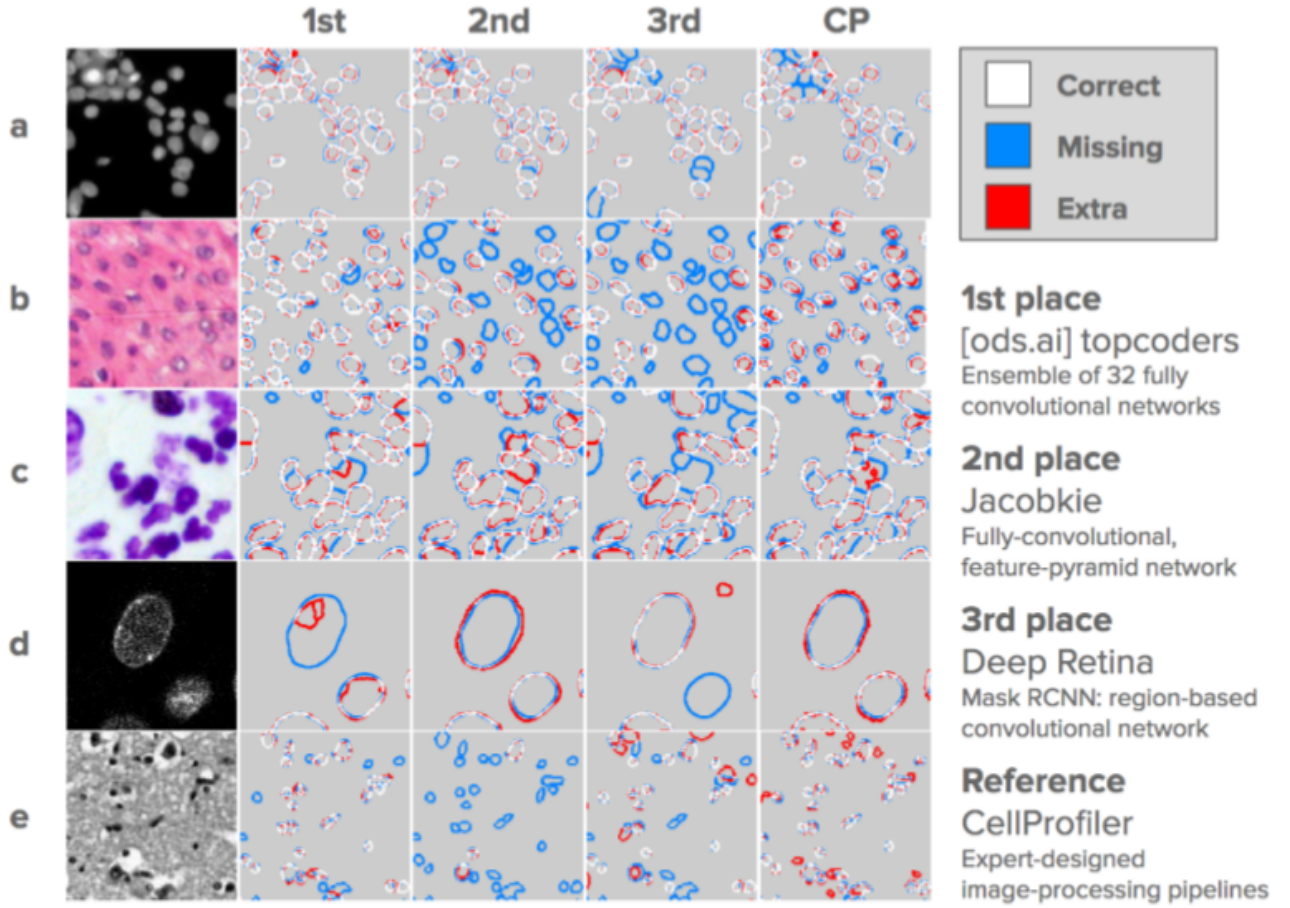 1st 2nd 3rd CP
a
b
c
d
e
Correct
Missing
Extra
1st place
[ods.ai] topcoders
Ensemble of 32 fully
convolutional networks
2nd place
Jacobkie
Fully-convolutional,
feature-pyramid network
3rd place
Deep Retina
Mask RCNN: region-based
convolutional network
Reference
CellProfiler
Expert-designed
image-processing pipelines